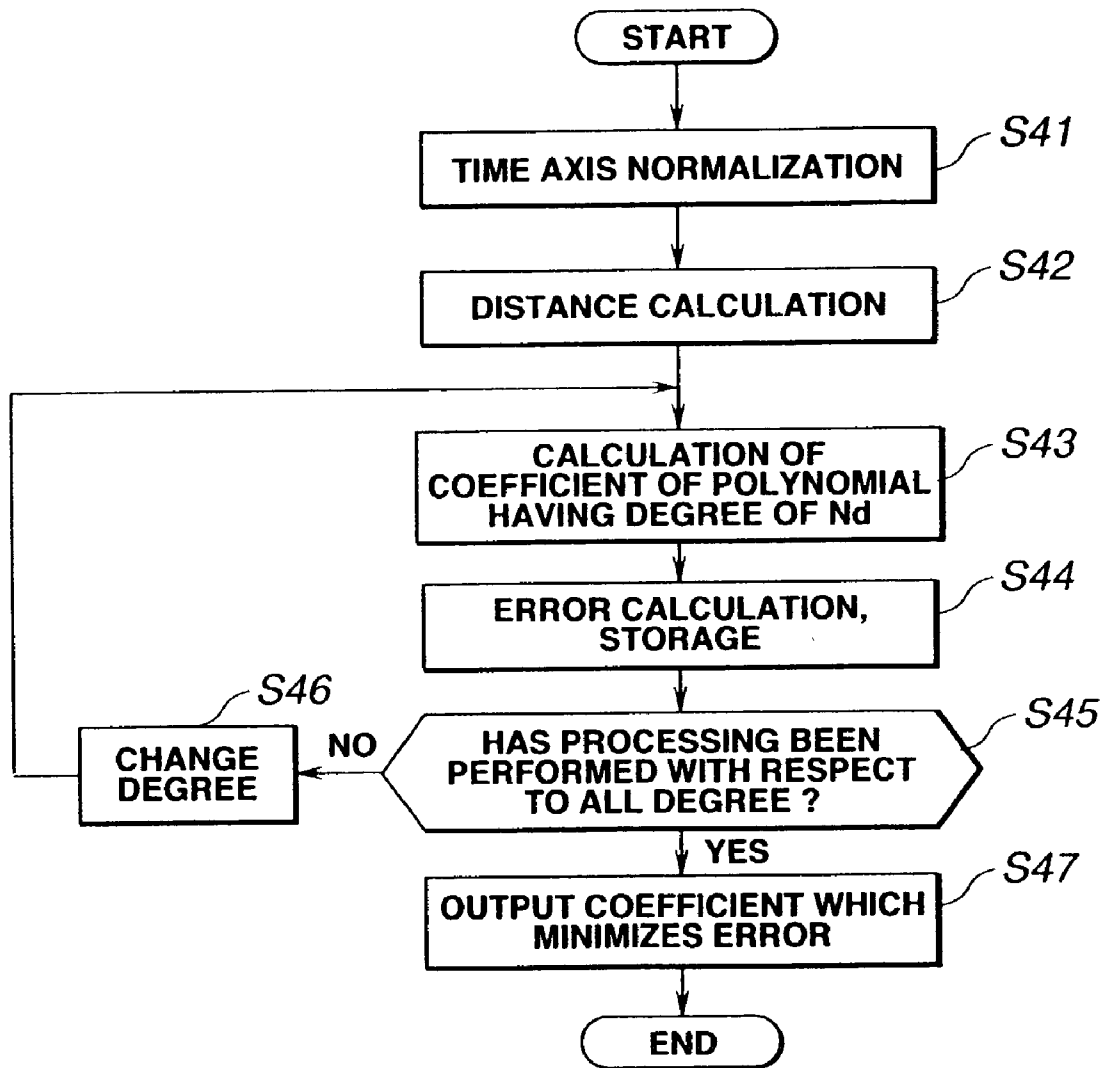 START
S41
TIME AXIS NORMALIZATION
S42
DISTANCE CALCULATION
S43
CALCULATION OF
COEFFICIENT OF POLYNOMIAL
HAVING DEGREE OF Nd
S44
ERROR CALCULATION,
STORAGE
S46
CHANGE
DEGREE
NO
S45
HAS PROCESSING BEEN
PERFORMED WITH RESPECT
TO ALL DEGREE ?
YES
S47
OUTPUT COEFFICIENT WHICH
MINIMIZES ERROR
END